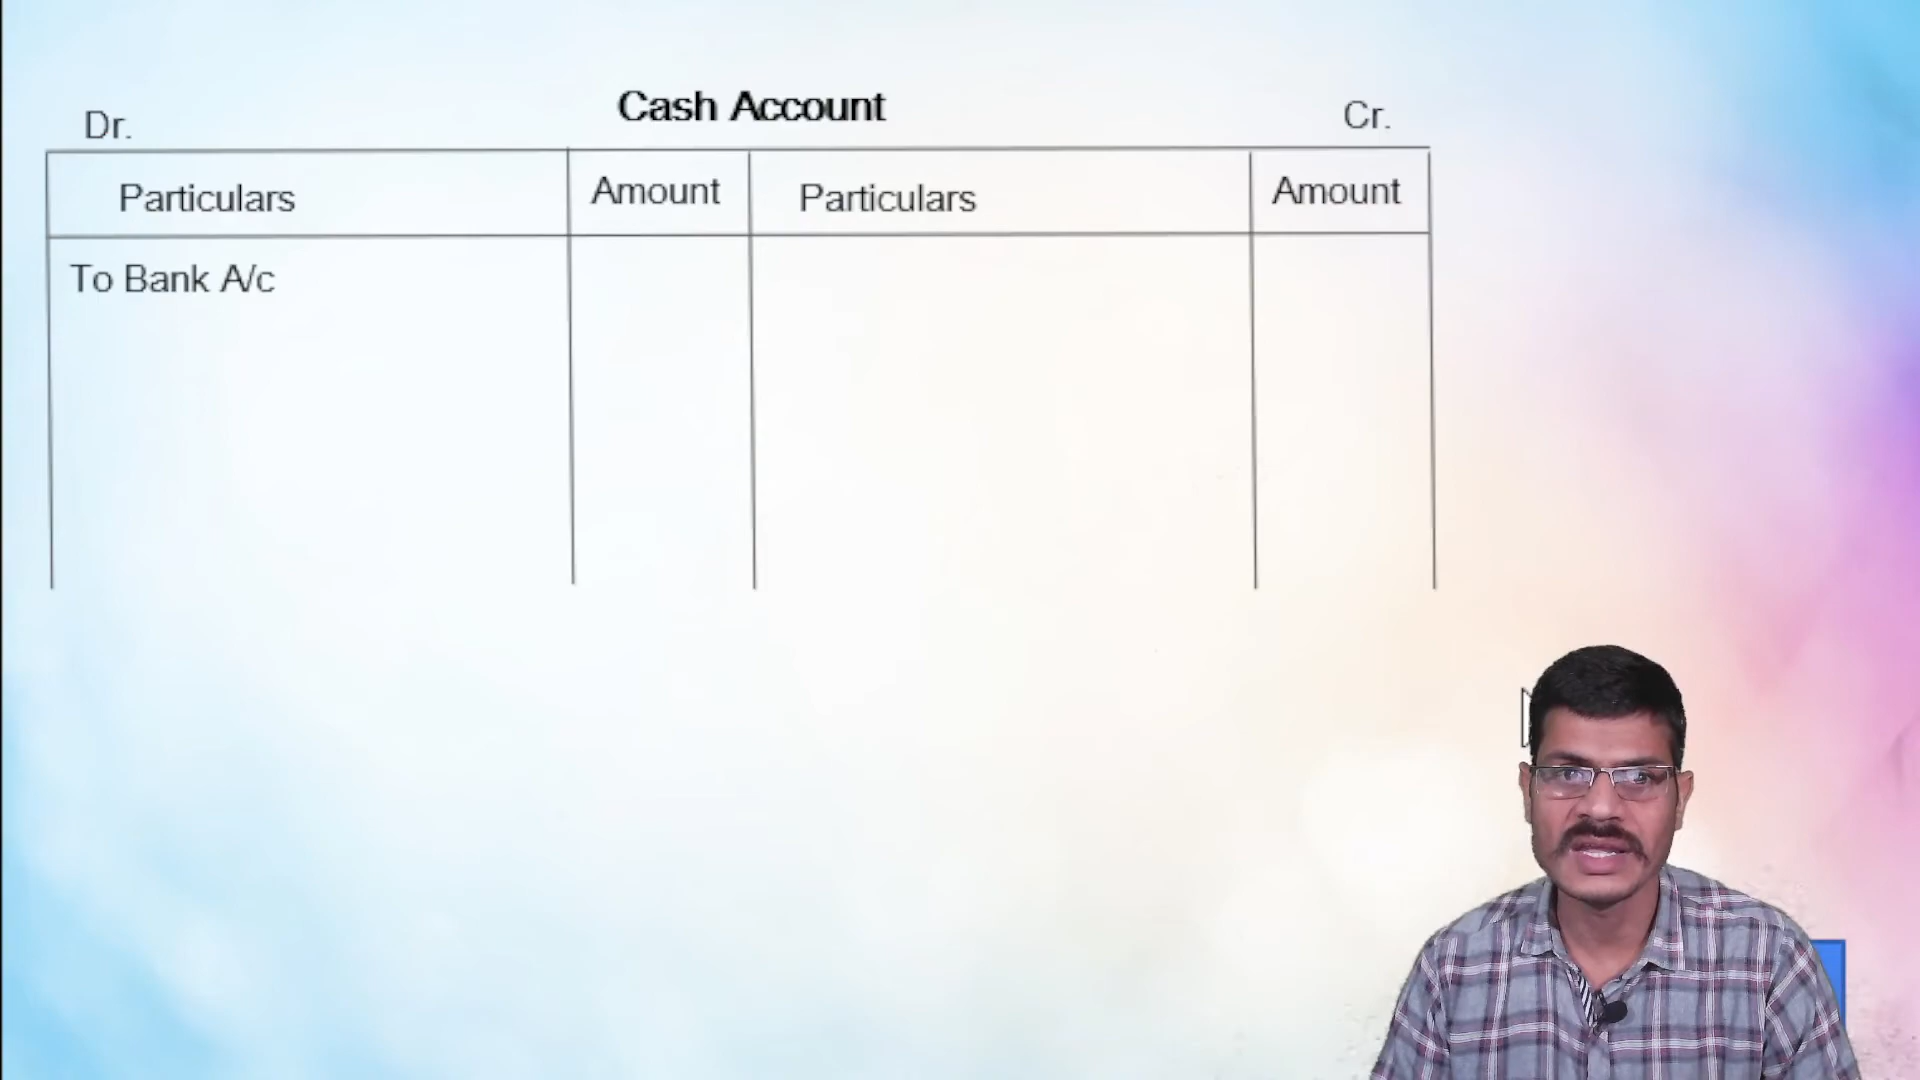 Cash Account
Dr.
Cr.
Particulars
Amount
Particulars
Amount
To Bank A/c